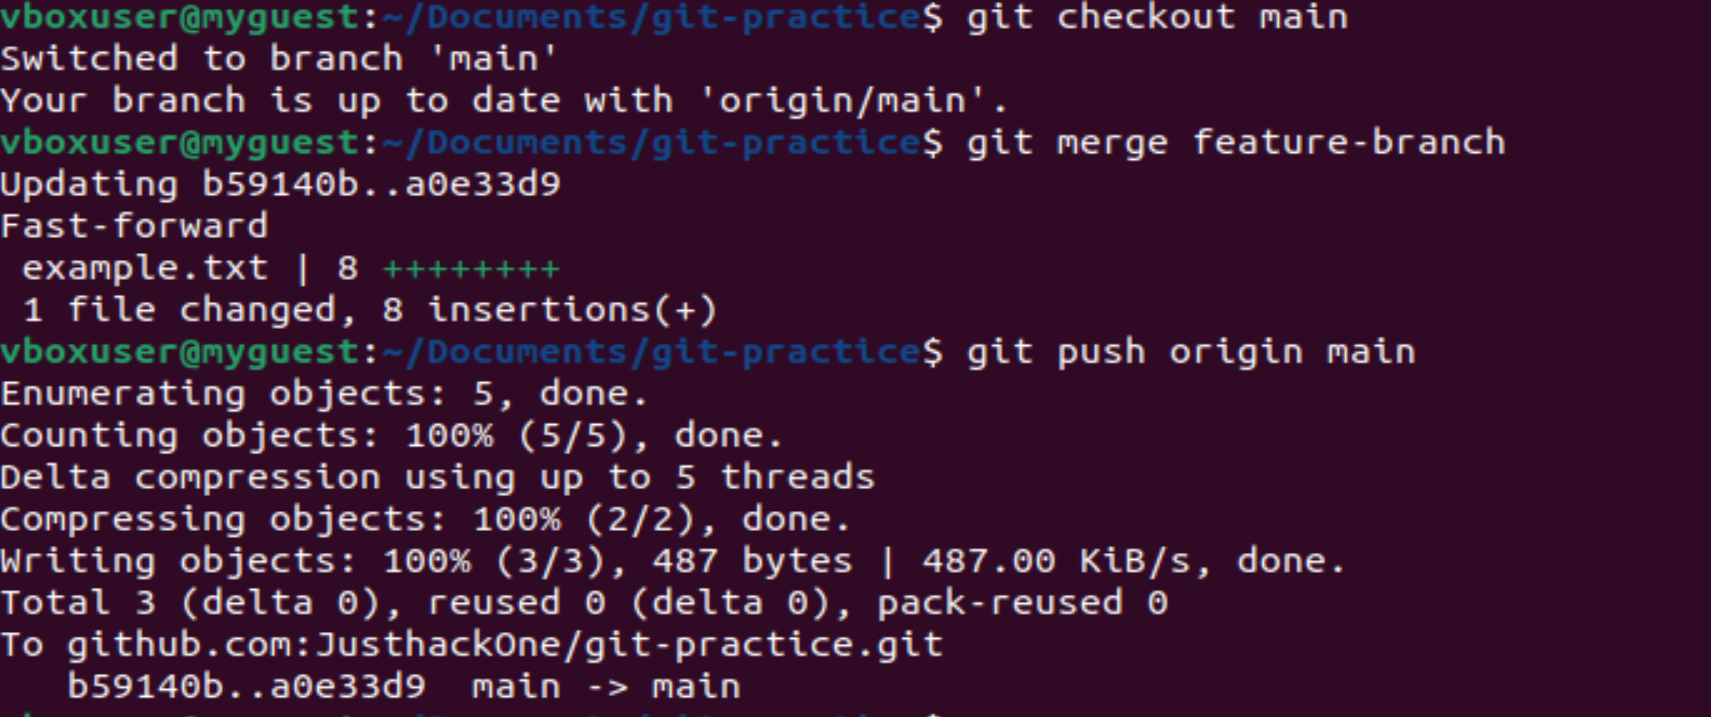 vboxuser@myguest:~/Documents/git-practice$ git checkout main
Switched to branch 'main'
Your branch is up to date with 'origin/main'.
vboxuser@myguest:~/Documents/git-practice$ git merge feature-branch
Updating b59140b..a0e33d9
Fast-forward
 example.txt | 8 ++++++++
 1 file changed, 8 insertions(+)
vboxuser@myguest:~/Documents/git-practice$ git push origin main
Enumerating objects: 5, done.
Counting objects: 100% (5/5), done.
Delta compression using up to 5 threads
Compressing objects: 100% (2/2), done.
Writing objects: 100% (3/3), 487 bytes | 487.00 KiB/s, done.
Total 3 (delta 0), reused 0 (delta 0), pack-reused 0
To github.com:JusthackOne/git-practice.git
   b59140b..a0e33d9  main -> main